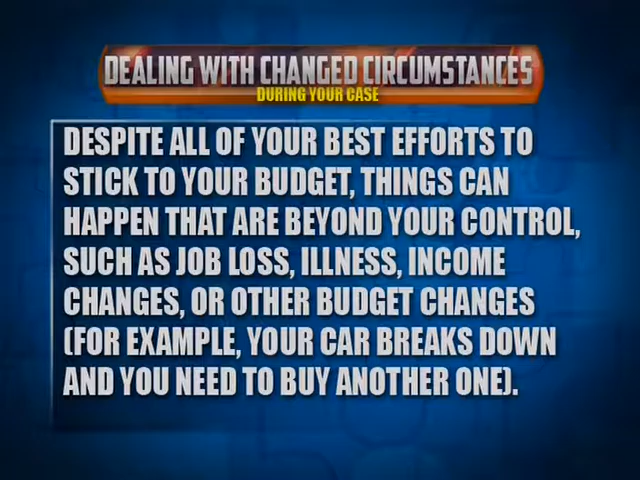 DEALING WITH CHANGED CIRCUMSTANCES
DURING YOUR CASE
DESPITE ALL OF YOUR BEST EFFORTS TO
STICK TO YOUR BUDGET, THINGS CAN
HAPPEN THAT ARE BEYOND YOUR CONTROL,
SUCH AS JOB LOSS, ILLNESS, INCOME
CHANGES, OR OTHER BUDGET CHANGES
(FOR EXAMPLE, YOUR CAR BREAKS DOWN
AND YOU NEED TO BUY ANOTHER ONE).